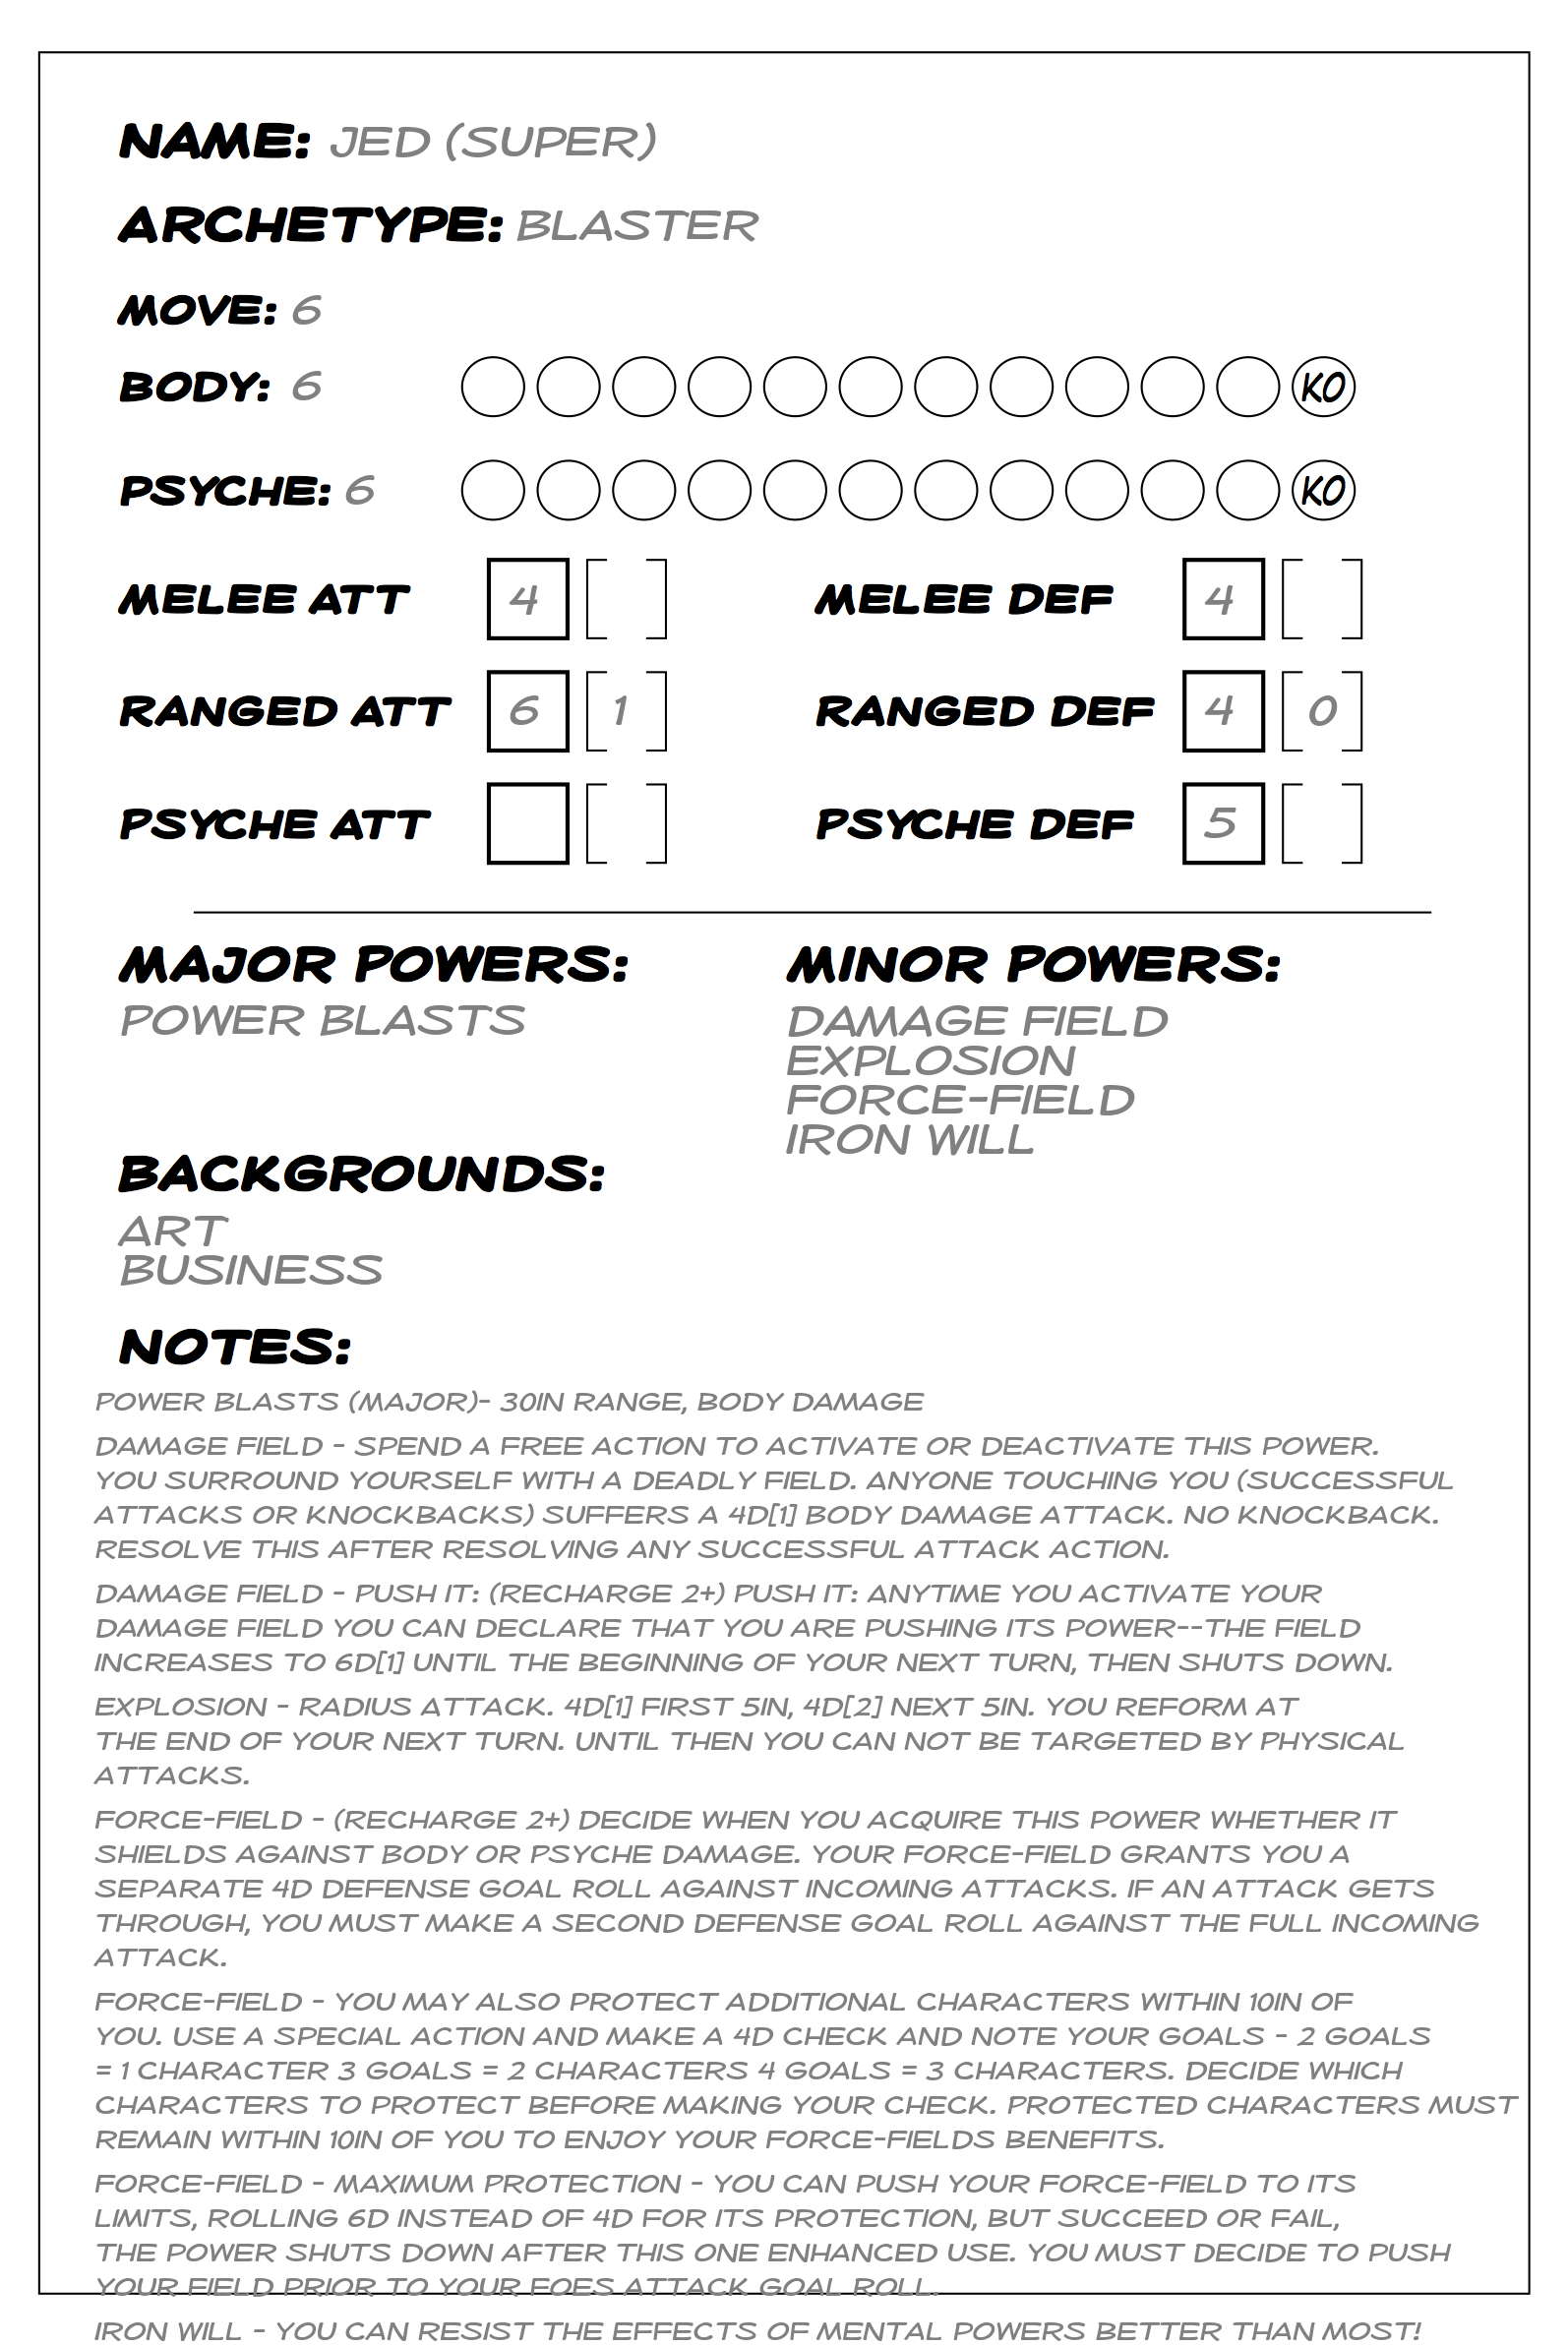 NAME: JED (SUPER)
ARCHETYPE: BLASTER
MOVE: 6
BODY: 6 KO
PSYCHE: 6 KO
MELEE ATT 4 [ ] MELEE DEF 4 [ ]
RANGED ATT 6 [1] RANGED DEF 4 [0]
PSYCHE ATT [ ] PSYCHE DEF 5 [ ]
MAJOR POWERS:
POWER BLASTS
MINOR POWERS:
DAMAGE FIELD
EXPLOSION
FORCE-FIELD
IRON WILL
BACKGROUNDS:
ART
BUSINESS
NOTES:
POWER BLASTS (MAJOR)- 30IN RANGE, BODY DAMAGE
DAMAGE FIELD - SPEND A FREE ACTION TO ACTIVATE OR DEACTIVATE THIS POWER.
YOU SURROUND YOURSELF WITH A DEADLY FIELD. ANYONE TOUCHING YOU (SUCCESSFUL
ATTACKS OR KNOCKBACKS) SUFFERS A 4D[1] BODY DAMAGE ATTACK. NO KNOCKBACK.
RESOLVE THIS AFTER RESOLVING ANY SUCCESSFUL ATTACK ACTION.
DAMAGE FIELD - PUSH IT: (RECHARGE 2+) PUSH IT: ANYTIME YOU ACTIVATE YOUR
DAMAGE FIELD YOU CAN DECLARE THAT YOU ARE PUSHING ITS POWER--THE FIELD
INCREASES TO 6D[1] UNTIL THE BEGINNING OF YOUR NEXT TURN, THEN SHUTS DOWN.
EXPLOSION - RADIUS ATTACK. 4D[1] FIRST 5IN, 4D[2] NEXT 5IN. YOU REFORM AT
THE END OF YOUR NEXT TURN. UNTIL THEN YOU CAN NOT BE TARGETED BY PHYSICAL
ATTACKS.
FORCE-FIELD - (RECHARGE 2+) DECIDE WHEN YOU ACQUIRE THIS POWER WHETHER IT
SHIELDS AGAINST BODY OR PSYCHE DAMAGE. YOUR FORCE-FIELD GRANTS YOU A
SEPARATE 4D DEFENSE GOAL ROLL AGAINST INCOMING ATTACKS. IF AN ATTACK GETS
THROUGH, YOU MUST MAKE A SECOND DEFENSE GOAL ROLL AGAINST THE FULL INCOMING
ATTACK.
FORCE-FIELD - YOU MAY ALSO PROTECT ADDITIONAL CHARACTERS WITHIN 10IN OF
YOU. USE A SPECIAL ACTION AND MAKE A 4D CHECK AND NOTE YOUR GOALS - 2 GOALS
= 1 CHARACTER 3 GOALS = 2 CHARACTERS 4 GOALS = 3 CHARACTERS. DECIDE WHICH
CHARACTERS TO PROTECT BEFORE MAKING YOUR CHECK. PROTECTED CHARACTERS MUST
REMAIN WITHIN 10IN OF YOU TO ENJOY YOUR FORCE-FIELDS BENEFITS.
FORCE-FIELD - MAXIMUM PROTECTION - YOU CAN PUSH YOUR FORCE-FIELD TO ITS
LIMITS, ROLLING 6D INSTEAD OF 4D FOR ITS PROTECTION, BUT SUCCEED OR FAIL,
THE POWER SHUTS DOWN AFTER THIS ONE ENHANCED USE. YOU MUST DECIDE TO PUSH
YOUR FIELD PRIOR TO YOUR FOES ATTACK GOAL ROLL.
IRON WILL - YOU CAN RESIST THE EFFECTS OF MENTAL POWERS BETTER THAN MOST!